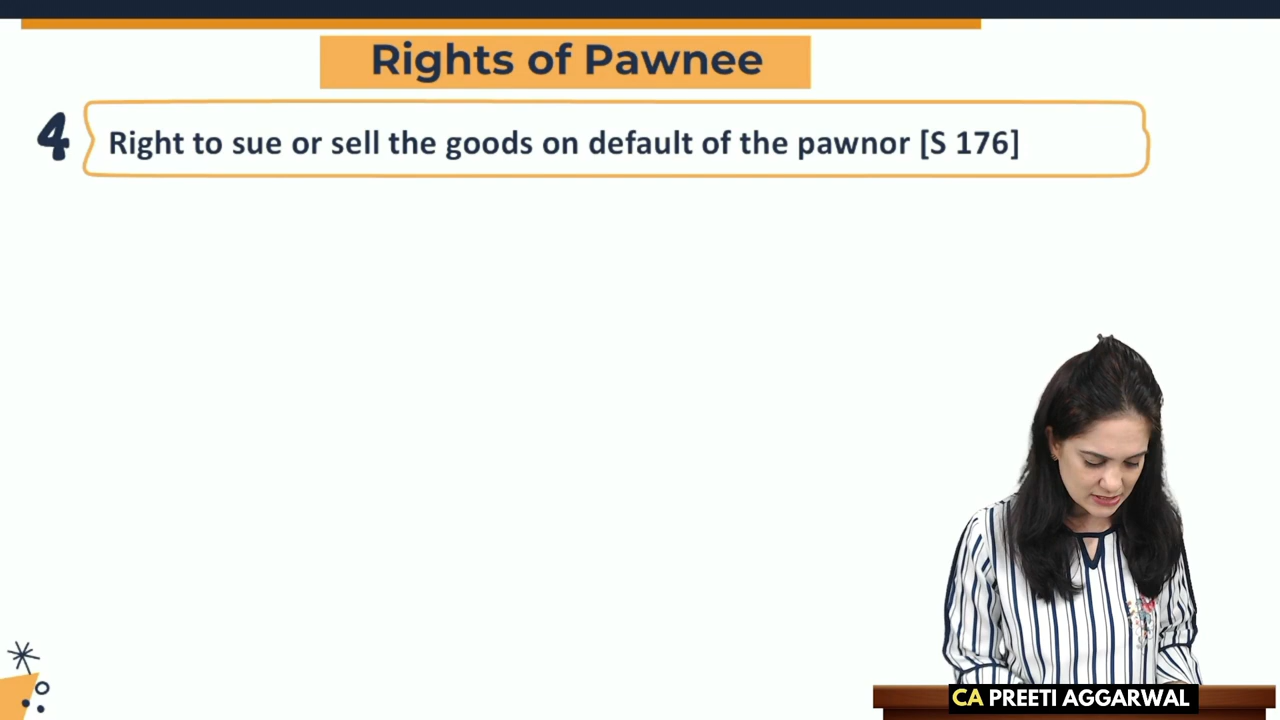 Rights of Pawnee
4
Right to sue or sell the goods on default of the pawnor [S 176]
CA PREETI AGGARWAL